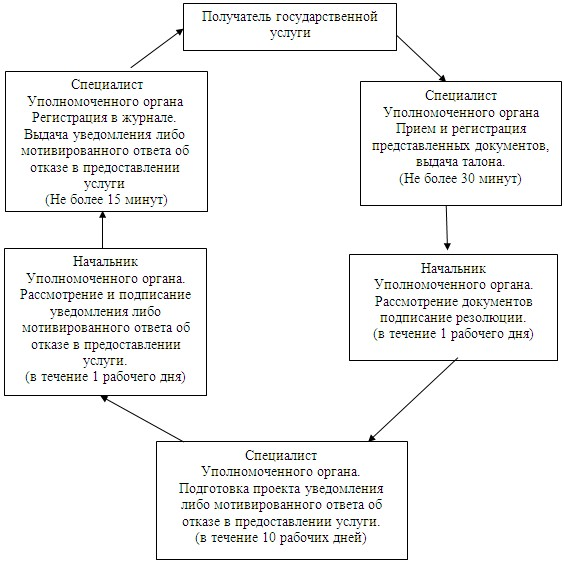 Получатель государственной
услуги
Специалист
Уполномоченного органа
Прием и регистрация
представленных документов,
выдача талона.
(Не более 30 минут)
Начальник
Уполномоченного органа.
Рассмотрение документов
подписание резолюции.
(в течение 1 рабочего дня)
Специалист
Уполномоченного органа.
Подготовка проекта уведомления
либо мотивированного ответа об
отказе в предоставлении услуги.
(в течение 10 рабочих дней)
Начальник
Уполномоченного органа.
Рассмотрение и подписание
уведомления либо
мотивированного ответа об
отказе в предоставлении
услуги.
(в течение 1 рабочего дня)
Специалист
Уполномоченного органа
Регистрация в журнале.
Выдача уведомления либо
мотивированного ответа об
отказе в предоставлении
услуги
(Не более 15 минут)